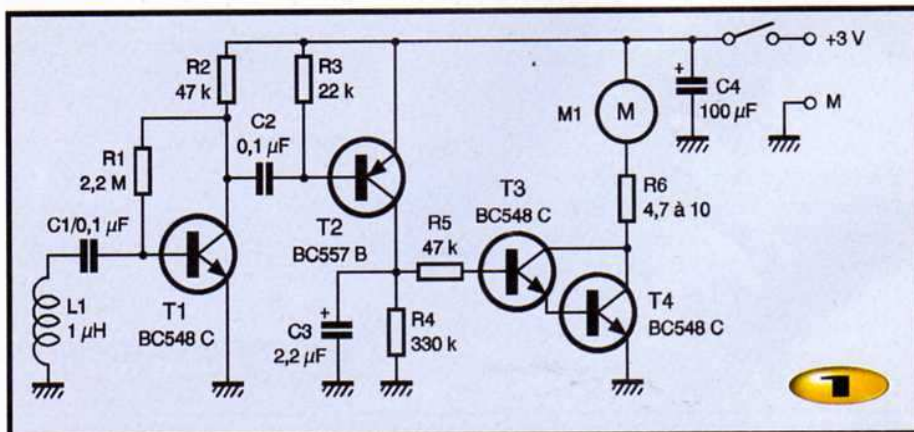 R2
47 k
R3
22 k
+3 V
C4
100 µF
M
M1
M
C2
0,1 µF
R1
2,2 M
T3
BC548 C
R6
4,7 à 10
C1/0,1 µF
T2
BC557 B
R5
47 k
L1
1 µH
T1
BC548 C
C3
2,2 µF
R4
330 k
T4
BC548 C
1